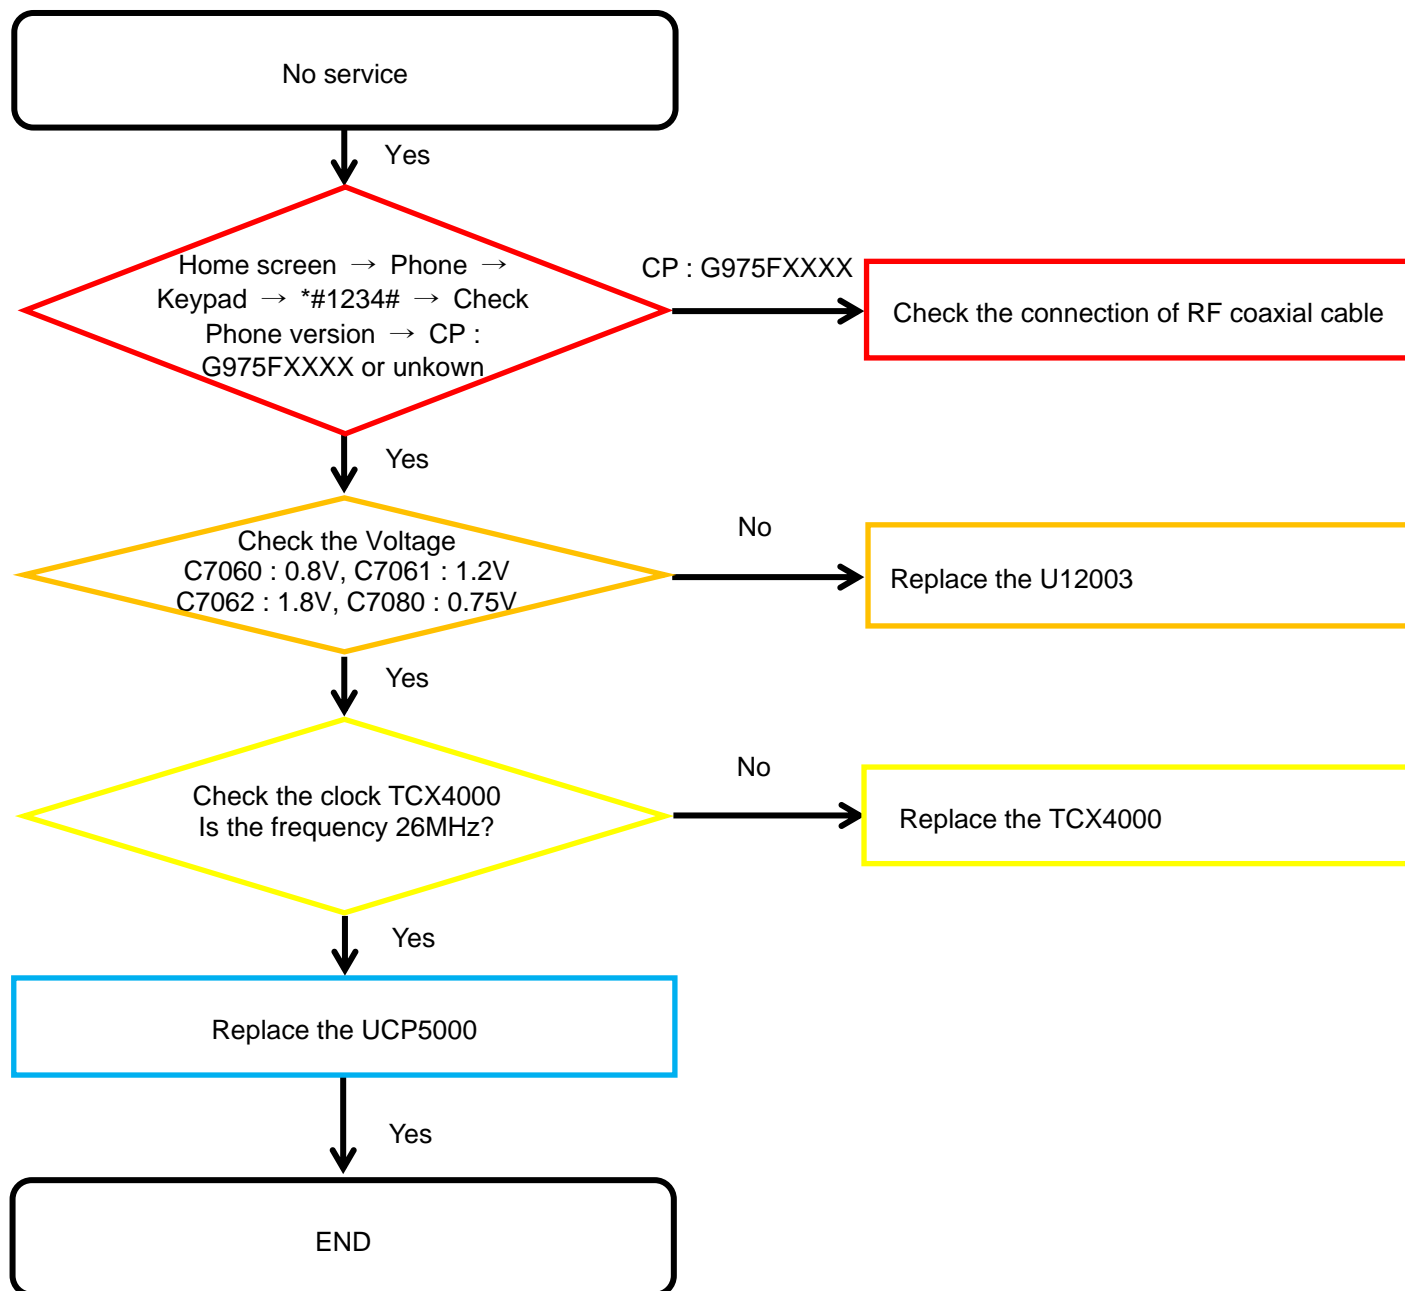 No service
Yes
Home screen → Phone →
Keypad → *#1234# → Check
Phone version → CP :
G975FXXXX or unkown
CP : G975FXXXX
Check the connection of RF coaxial cable
Yes
Check the Voltage
C7060 : 0.8V, C7061 : 1.2V
C7062 : 1.8V, C7080 : 0.75V
No
Replace the U12003
Yes
Check the clock TCX4000
Is the frequency 26MHz?
No
Replace the TCX4000
Yes
Replace the UCP5000
Yes
END